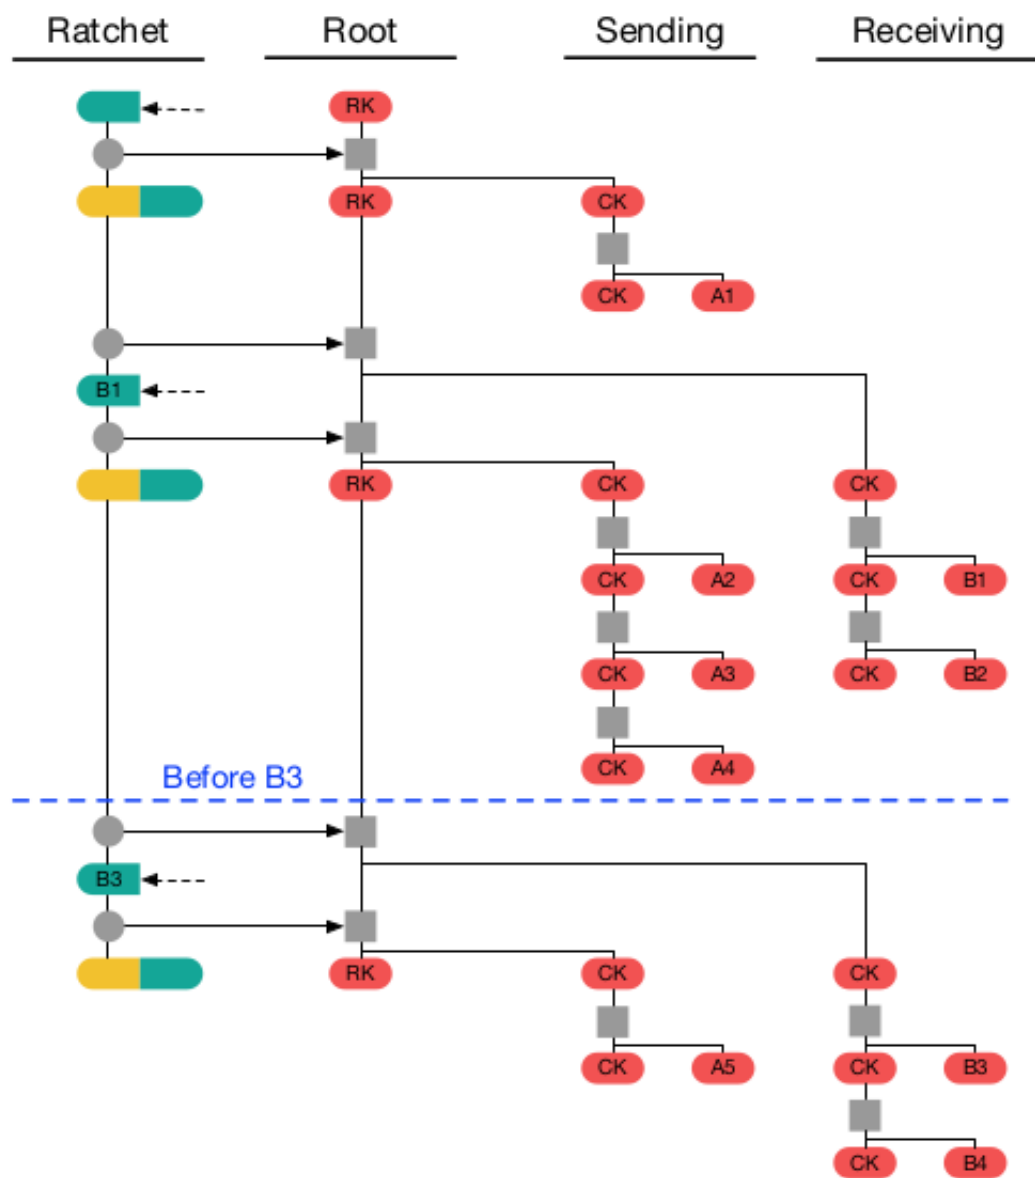 Ratchet Root Sending Receiving
RK
RK CK
CK A1
B1
RK CK CK
CK A2 CK B1
CK A3 CK B2
CK A4
Before B3
B3
RK CK CK
CK A5 CK B3
CK B4